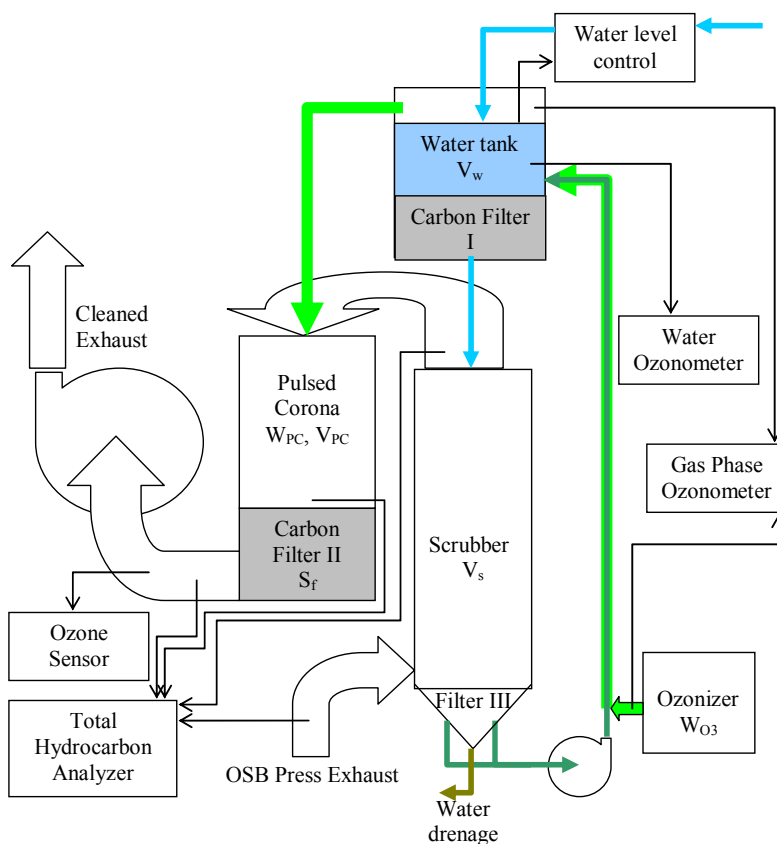 Water level
control
Water tank
Vw
Carbon Filter
I
Cleaned
Exhaust
Water
Ozonometer
Pulsed
Corona
WPC, VPC
Gas Phase
Ozonometer
Carbon
Filter II
Sf
Scrubber
Vs
Ozone
Sensor
Filter III
Ozonizer
WO3
Total
Hydrocarbon
Analyzer
OSB Press Exhaust
Water
drenage